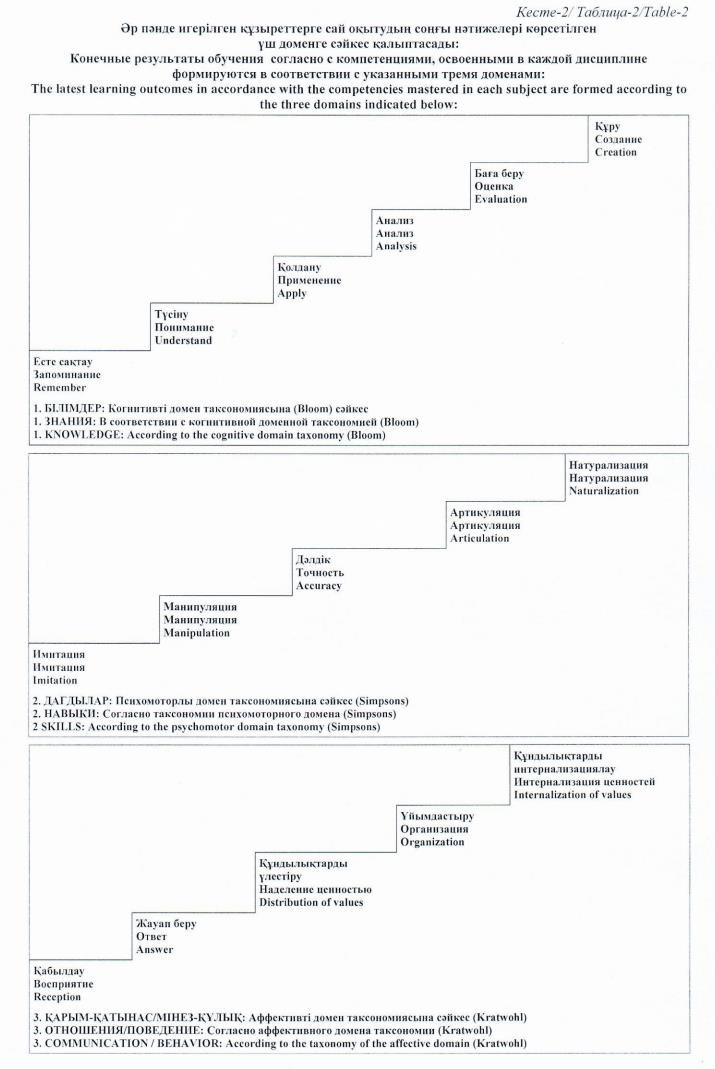 Кесте-2/ Таблица-2/Table-2
Әр пәнде игерілген құзыреттерге сай оқытудың соңғы нәтижелері көрсетілген
үш доменге сәйкес қалыптасады:
Конечные результаты обучения согласно с компетенциями, освоенными в каждой дисциплине
формируются в соответствии с указанными тремя доменами:
The latest learning outcomes in accordance with the competencies mastered in each subject are formed according to
the three domains indicated below:
Құру
Создание
Creation
Баға беру
Оценка
Evaluation
Анализ
Анализ
Analysis
Қолдану
Применение
Apply
Түсіну
Понимание
Understand
Есте сақтау
Запоминание
Remember
1. БІЛІМДЕР: Когнитивті домен таксономиясына (Bloom) сәйкес
1. ЗНАНИЯ: В соответствии с когнитивной доменной таксономией (Bloom)
1. KNOWLEDGE: According to the cognitive domain taxonomy (Bloom)
Натурализация
Натурализация
Naturalization
Артикуляция
Артикуляция
Articulation
Дәлдік
Точность
Accuracy
Манипуляция
Манипуляция
Manipulation
Имитация
Имитация
Imitation
2. ДАҒДЫЛАР: Психомоторлы домен таксономиясына сәйкес (Simpsons)
2. НАВЫКИ: Согласно таксономии психомоторного домена (Simpsons)
2 SKILLS: According to the psychomotor domain taxonomy (Simpsons)
Құндылықтарды
интернализациялау
Интернализация ценностей
Internalization of values
Ұйымдастыру
Организация
Organization
Құндылықтарды
үлестіру
Наделение ценностью
Distribution of values
Жауап беру
Ответ
Answer
Қабылдау
Восприятие
Reception
3. ҚАРЫМ-ҚАТЫНАС/МІНЕЗ-ҚҰЛЫҚ: Аффективті домен таксономиясына сәйкес (Kratwohl)
3. ОТНОШЕНИЯ/ПОВЕДЕНИЕ: Согласно аффективного домена таксономии (Kratwohl)
3. COMMUNICATION / BEHAVIOR: According to the taxonomy of the affective domain (Kratwohl)